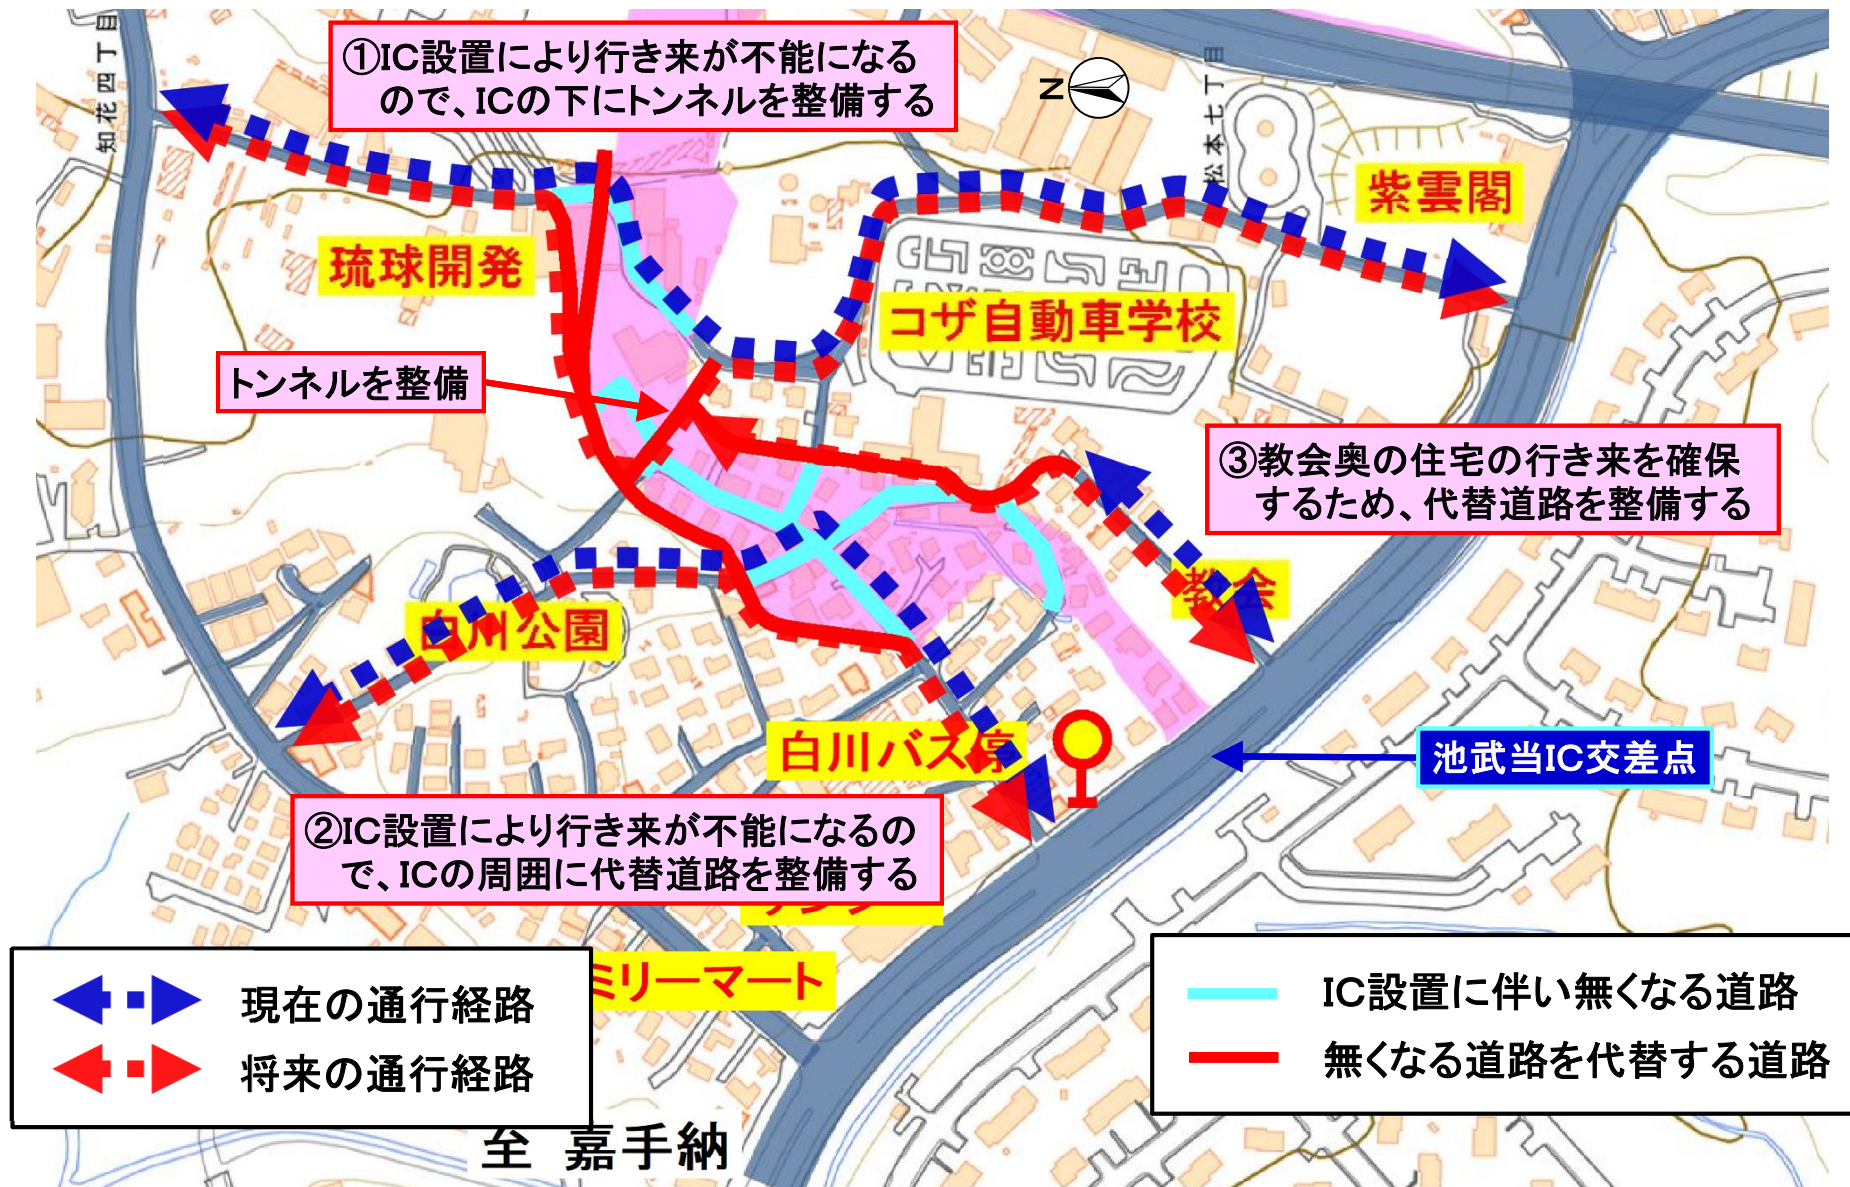 知花四丁目
①IC設置により行き来が不能になる
ので、ICの下にトンネルを整備する
N
松本七丁目
紫雲閣
琉球開発
コザ自動車学校
トンネルを整備
③教会奥の住宅の行き来を確保
するため、代替道路を整備する
教会
白川公園
白川バス停
池武当IC交差点
②IC設置により行き来が不能になるの
で、ICの周囲に代替道路を整備する
ミリーマート
現在の通行経路
将来の通行経路
IC設置に伴い無くなる道路
無くなる道路を代替する道路
至 嘉手納